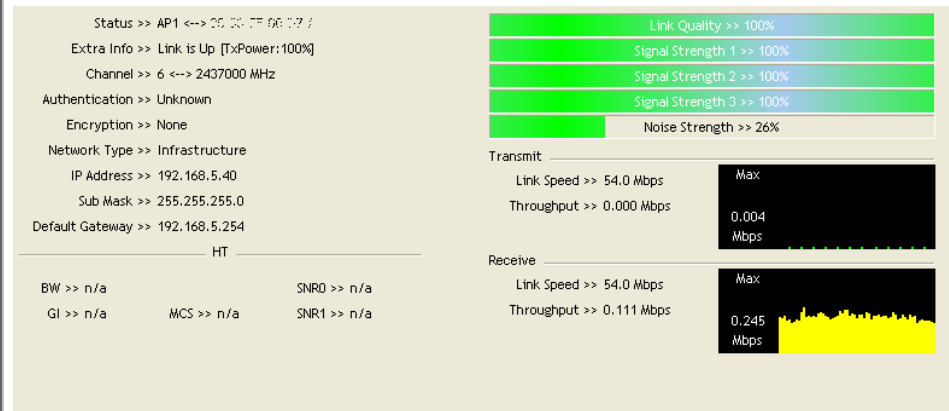 Status >> AP1 <-->
Extra Info >> Link is Up [TxPower:100%]
Channel >> 6 <--> 2437000 MHz
Authentication >> Unknown
Encryption >> None
Network Type >> Infrastructure
IP Address >> 192.168.5.40
Sub Mask >> 255.255.255.0
Default Gateway >> 192.168.5.254
HT
BW >> n/a
SNR0 >> n/a
GI >> n/a
MCS >> n/a
SNR1 >> n/a
Link Quality >> 100%
Signal Strength 1 >> 100%
Signal Strength 2 >> 100%
Signal Strength 3 >> 100%
Noise Strength >> 26%
Transmit
Link Speed >> 54.0 Mbps
Throughput >> 0.000 Mbps
Max
0.004
Mbps
Receive
Link Speed >> 54.0 Mbps
Throughput >> 0.111 Mbps
Max
0.245
Mbps